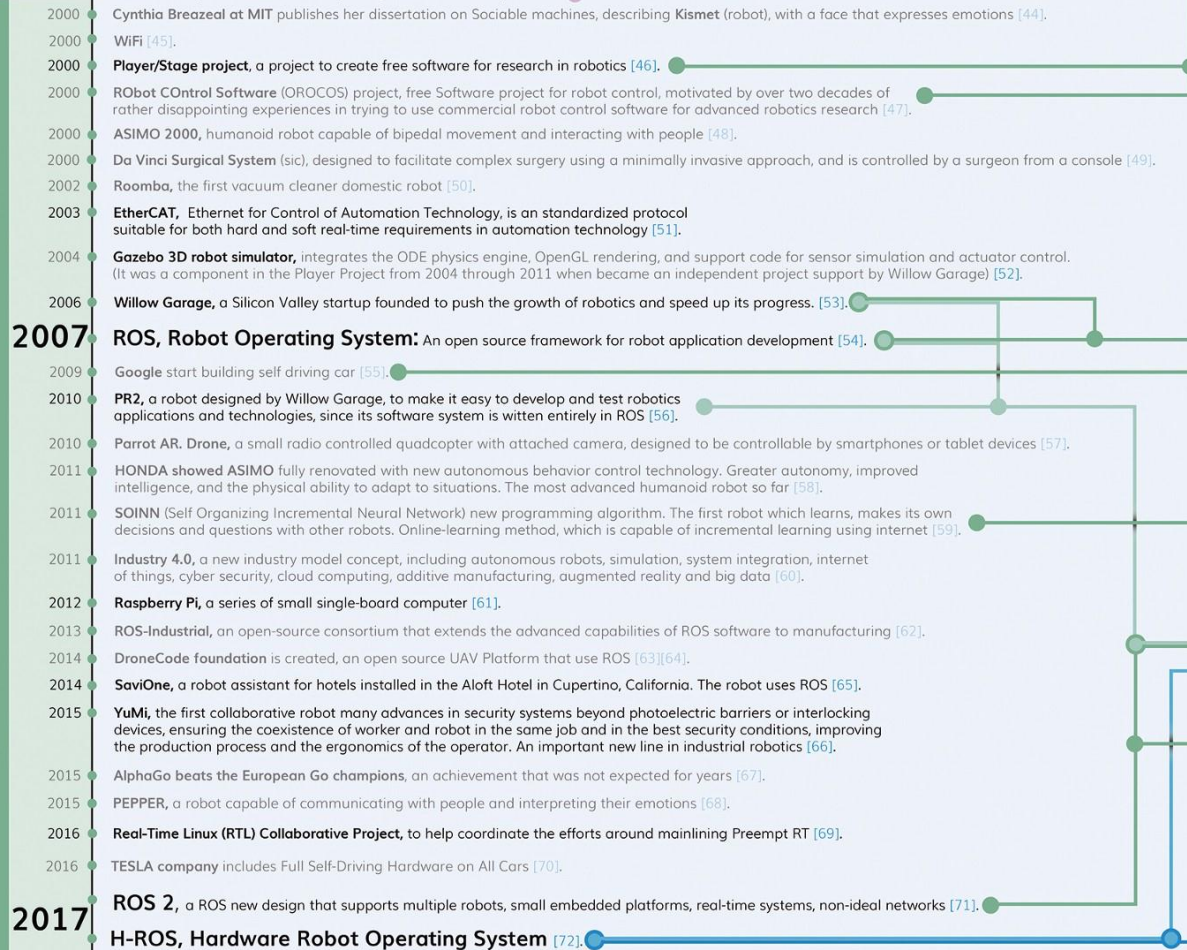 2000 Cynthia Breazeal at MIT publishes her dissertation on Sociable machines, describing Kismet (robot), with a face that expresses emotions [44].
2000 WiFi [45].
2000 Player/Stage project, a project to create free software for research in robotics [46].
2000 RObot COntrol Software (OROCOS) project, free Software project for robot control, motivated by over two decades of
rather disappointing experiences in trying to use commercial robot control software for advanced robotics research [47].
2000 ASIMO 2000, humanoid robot capable of bipedal movement and interacting with people [48].
2000 Da Vinci Surgical System (sic), designed to facilitate complex surgery using a minimally invasive approach, and is controlled by a surgeon from a console [49].
2002 Roomba, the first vacuum cleaner domestic robot [50].
2003 EtherCAT, Ethernet for Control of Automation Technology, is an standardized protocol
suitable for both hard and soft real-time requirements in automation technology [51].
2004 Gazebo 3D robot simulator, integrates the ODE physics engine, OpenGL rendering, and support code for sensor simulation and actuator control.
(It was a component in the Player Project from 2004 through 2011 when became an independent project support by Willow Garage) [52].
2006 Willow Garage, a Silicon Valley startup founded to push the growth of robotics and speed up its progress. [53].
2007 ROS, Robot Operating System: An open source framework for robot application development [54].
2009 Google start building self driving car [55].
2010 PR2, a robot designed by Willow Garage, to make it easy to develop and test robotics
applications and technologies, since its software system is witten entirely in ROS [56].
2010 Parrot AR. Drone, a small radio controlled quadcopter with attached camera, designed to be controllable by smartphones or tablet devices [57].
2011 HONDA showed ASIMO fully renovated with new autonomous behavior control technology. Greater autonomy, improved
intelligence, and the physical ability to adapt to situations. The most advanced humanoid robot so far [58].
2011 SOINN (Self Organizing Incremental Neural Network) new programming algorithm. The first robot which learns, makes its own
decisions and questions with other robots. Online-learning method, which is capable of incremental learning using internet [59].
2011 Industry 4.0, a new industry model concept, including autonomous robots, simulation, system integration, internet
of things, cyber security, cloud computing, additive manufacturing, augmented reality and big data [60].
2012 Raspberry Pi, a series of small single-board computer [61].
2013 ROS-Industrial, an open-source consortium that extends the advanced capabilities of ROS software to manufacturing [62].
2014 DroneCode foundation is created, an open source UAV Platform that use ROS [63][64].
2014 SaviOne, a robot assistant for hotels installed in the Aloft Hotel in Cupertino, California. The robot uses ROS [65].
2015 YuMi, the first collaborative robot many advances in security systems beyond photoelectric barriers or interlocking
devices, ensuring the coexistence of worker and robot in the same job and in the best security conditions, improving
the production process and the ergonomics of the operator. An important new line in industrial robotics [66].
2015 AlphaGo beats the European Go champions, an achievement that was not expected for years [67].
2015 PEPPER, a robot capable of communicating with people and interpreting their emotions [68].
2016 Real-Time Linux (RTL) Collaborative Project, to help coordinate the efforts around mainlining Preempt RT [69].
2016 TESLA company includes Full Self-Driving Hardware on All Cars [70].
2017 ROS 2, a ROS new design that supports multiple robots, small embedded platforms, real-time systems, non-ideal networks [71].
H-ROS, Hardware Robot Operating System [72].